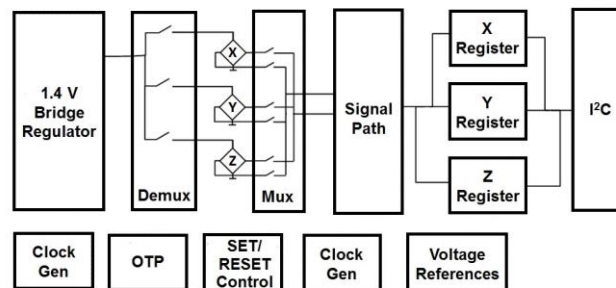 1.4 V
Bridge
Regulator
Demux
X
Y
Z
Mux
Signal
Path
X
Register
Y
Register
Z
Register
I²C
Clock
Gen
OTP
SET/
RESET
Control
Clock
Gen
Voltage
References